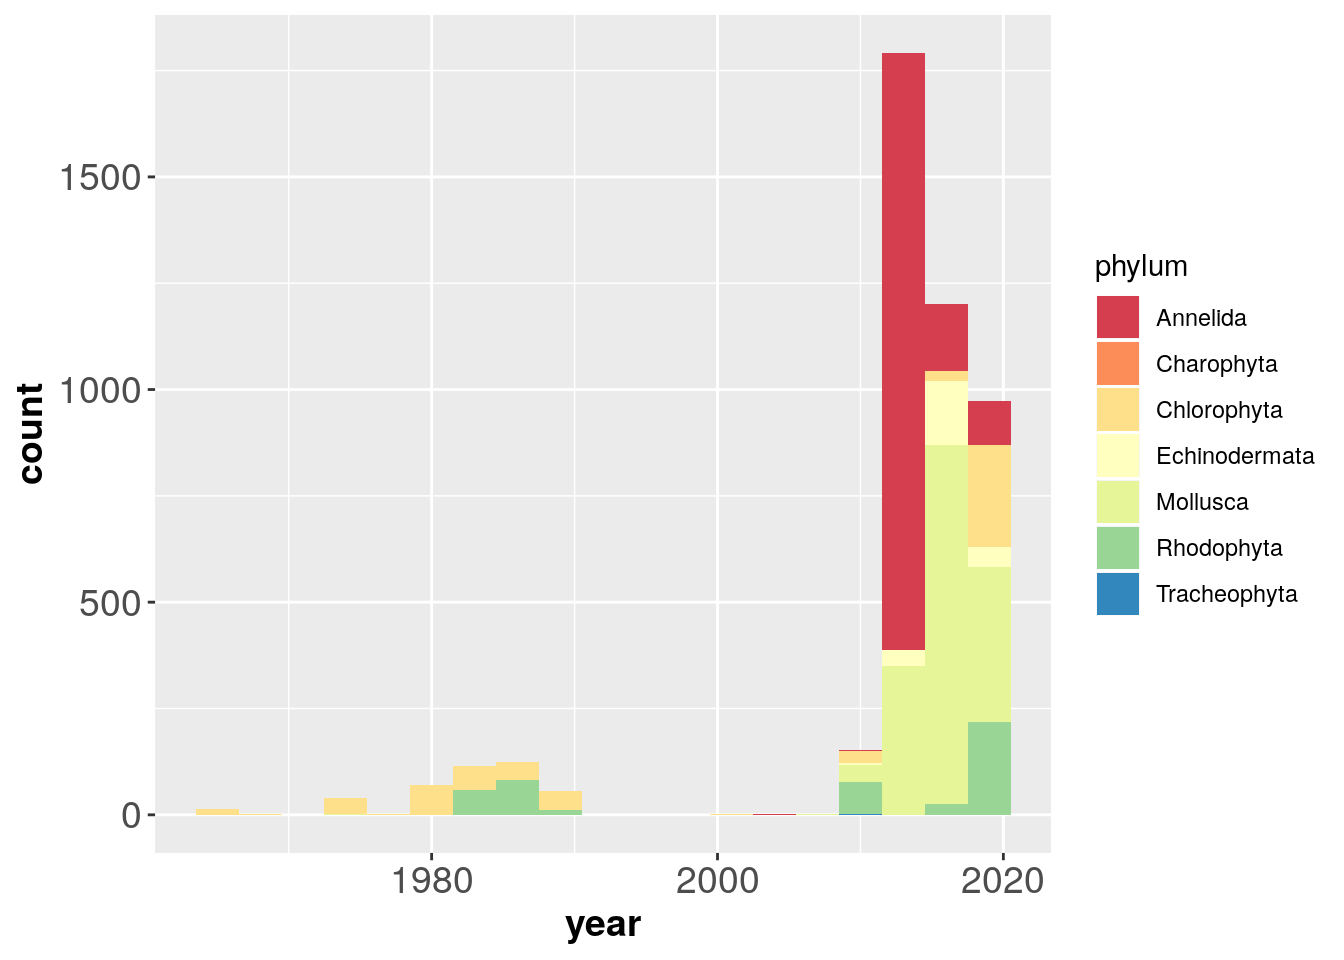 1500
1000
500
0
count
1980 2000 2020
year
phylum
Annelida
Charophyta
Chlorophyta
Echinodermata
Mollusca
Rhodophyta
Tracheophyta